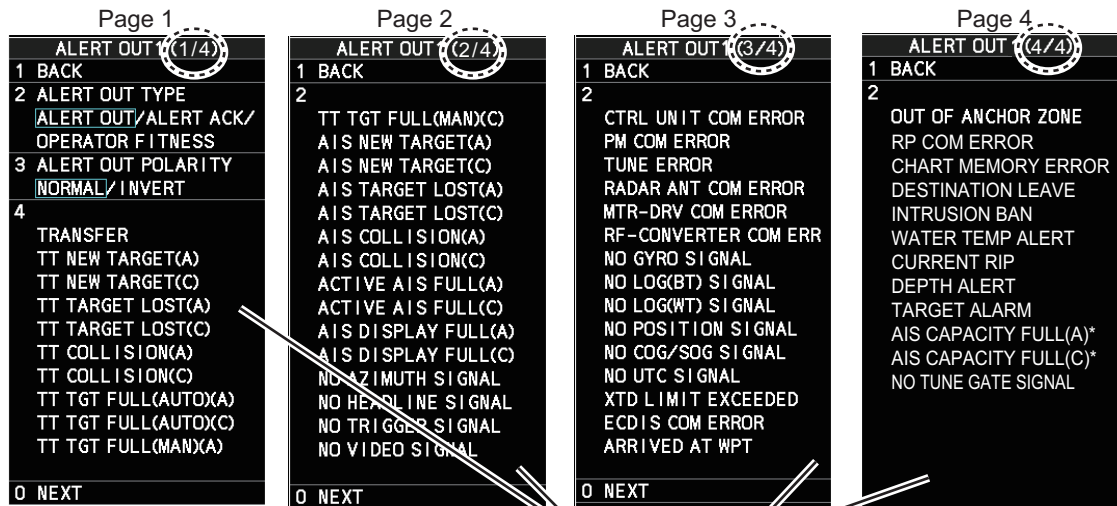 Page 1
ALERT OUT 1 (1/4)
1 BACK
2 ALERT OUT TYPE
ALERT OUT/ALERT ACK/
OPERATOR FITNESS
3 ALERT OUT POLARITY
NORMAL/INVERT
4
TRANSFER
TT NEW TARGET(A)
TT NEW TARGET(C)
TT TARGET LOST(A)
TT TARGET LOST(C)
TT COLLISION(A)
TT COLLISION(C)
TT TGT FULL(AUTO)(A)
TT TGT FULL(AUTO)(C)
TT TGT FULL(MAN)(A)
0 NEXT
Page 2
ALERT OUT 1 (2/4)
1 BACK
2
TT TGT FULL(MAN)(C)
AIS NEW TARGET(A)
AIS NEW TARGET(C)
AIS TARGET LOST(A)
AIS TARGET LOST(C)
AIS COLLISION(A)
AIS COLLISION(C)
ACTIVE AIS FULL(A)
ACTIVE AIS FULL(C)
AIS DISPLAY FULL(A)
AIS DISPLAY FULL(C)
NO AZIMUTH SIGNAL
NO HEADLINE SIGNAL
NO TRIGGER SIGNAL
NO VIDEO SIGNAL
0 NEXT
Page 3
ALERT OUT 1 (3/4)
1 BACK
2
CTRL UNIT COM ERROR
PM COM ERROR
TUNE ERROR
RADAR ANT COM ERROR
MTR-DRV COM ERROR
RF-CONVERTER COM ERR
NO GYRO SIGNAL
NO LOG(BT) SIGNAL
NO LOG(WT) SIGNAL
NO POSITION SIGNAL
NO COG/SOG SIGNAL
NO UTC SIGNAL
XTD LIMIT EXCEEDED
ECDIS COM ERROR
ARRIVED AT WPT
0 NEXT
Page 4
ALERT OUT 1 (4/4)
1 BACK
2
OUT OF ANCHOR ZONE
RP COM ERROR
CHART MEMORY ERROR
DESTINATION LEAVE
INTRUSION BAN
WATER TEMP ALERT
CURRENT RIP
DEPTH ALERT
TARGET ALARM
AIS CAPACITY FULL(A)*
AIS CAPACITY FULL(C)*
NO TUNE GATE SIGNAL